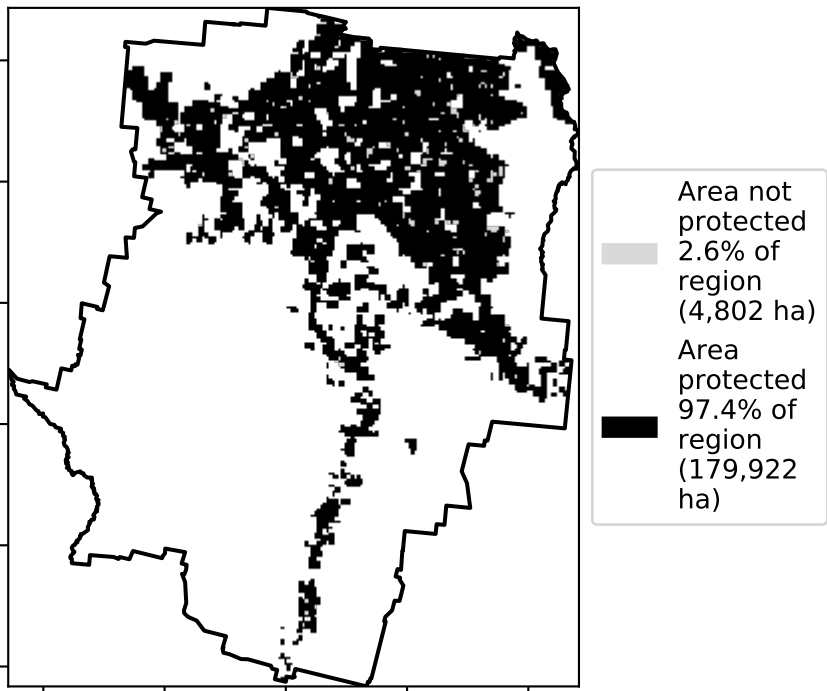 Area not
protected
2.6% of
region
(4,802 ha)
Area
protected
97.4% of
region
(179,922
ha)